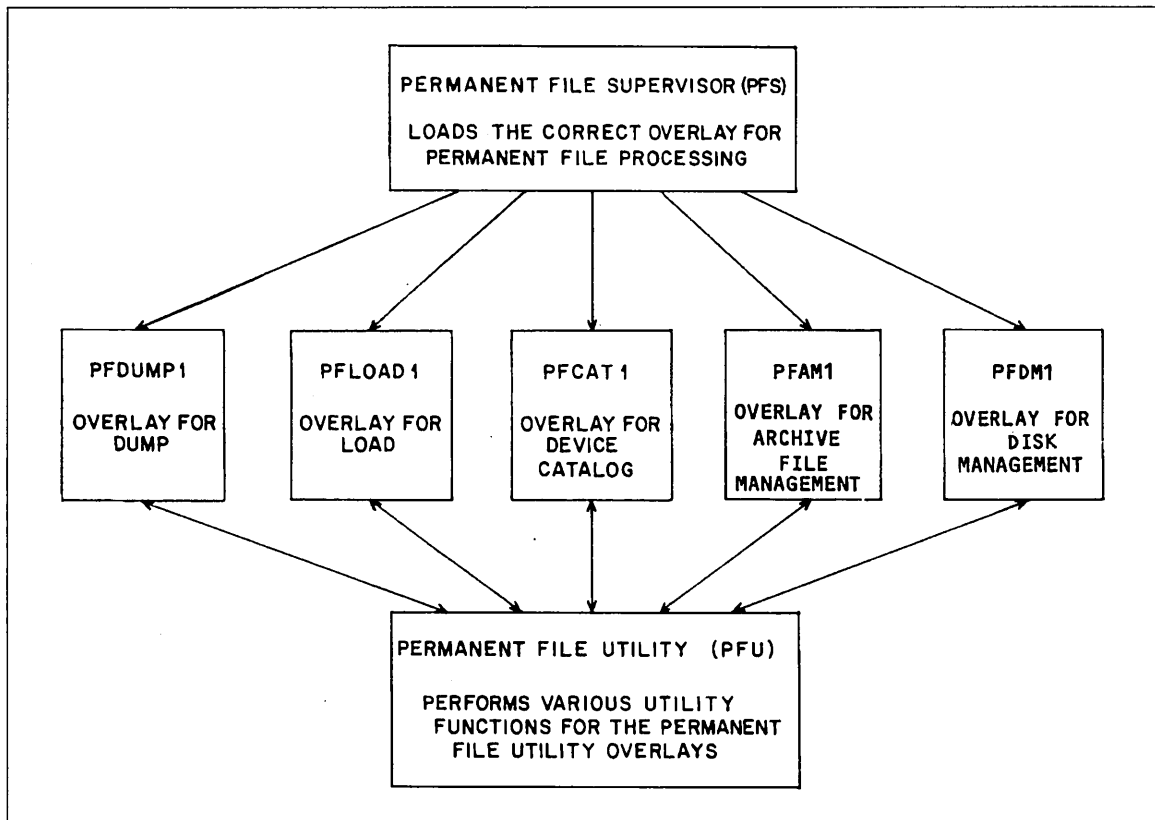 PERMANENT FILE SUPERVISOR (PFS)
LOADS THE CORRECT OVERLAY FOR
PERMANENT FILE PROCESSING
PFDUMP1
OVERLAY FOR
DUMP
PFLOAD1
OVERLAY FOR
LOAD
PFCAT1
OVERLAY FOR
DEVICE
CATALOG
PFAM1
OVERLAY FOR
ARCHIVE
FILE
MANAGEMENT
PFDM1
OVERLAY FOR
DISK
MANAGEMENT
PERMANENT FILE UTILITY (PFU)
PERFORMS VARIOUS UTILITY
FUNCTIONS FOR THE PERMANENT
FILE UTILITY OVERLAYS